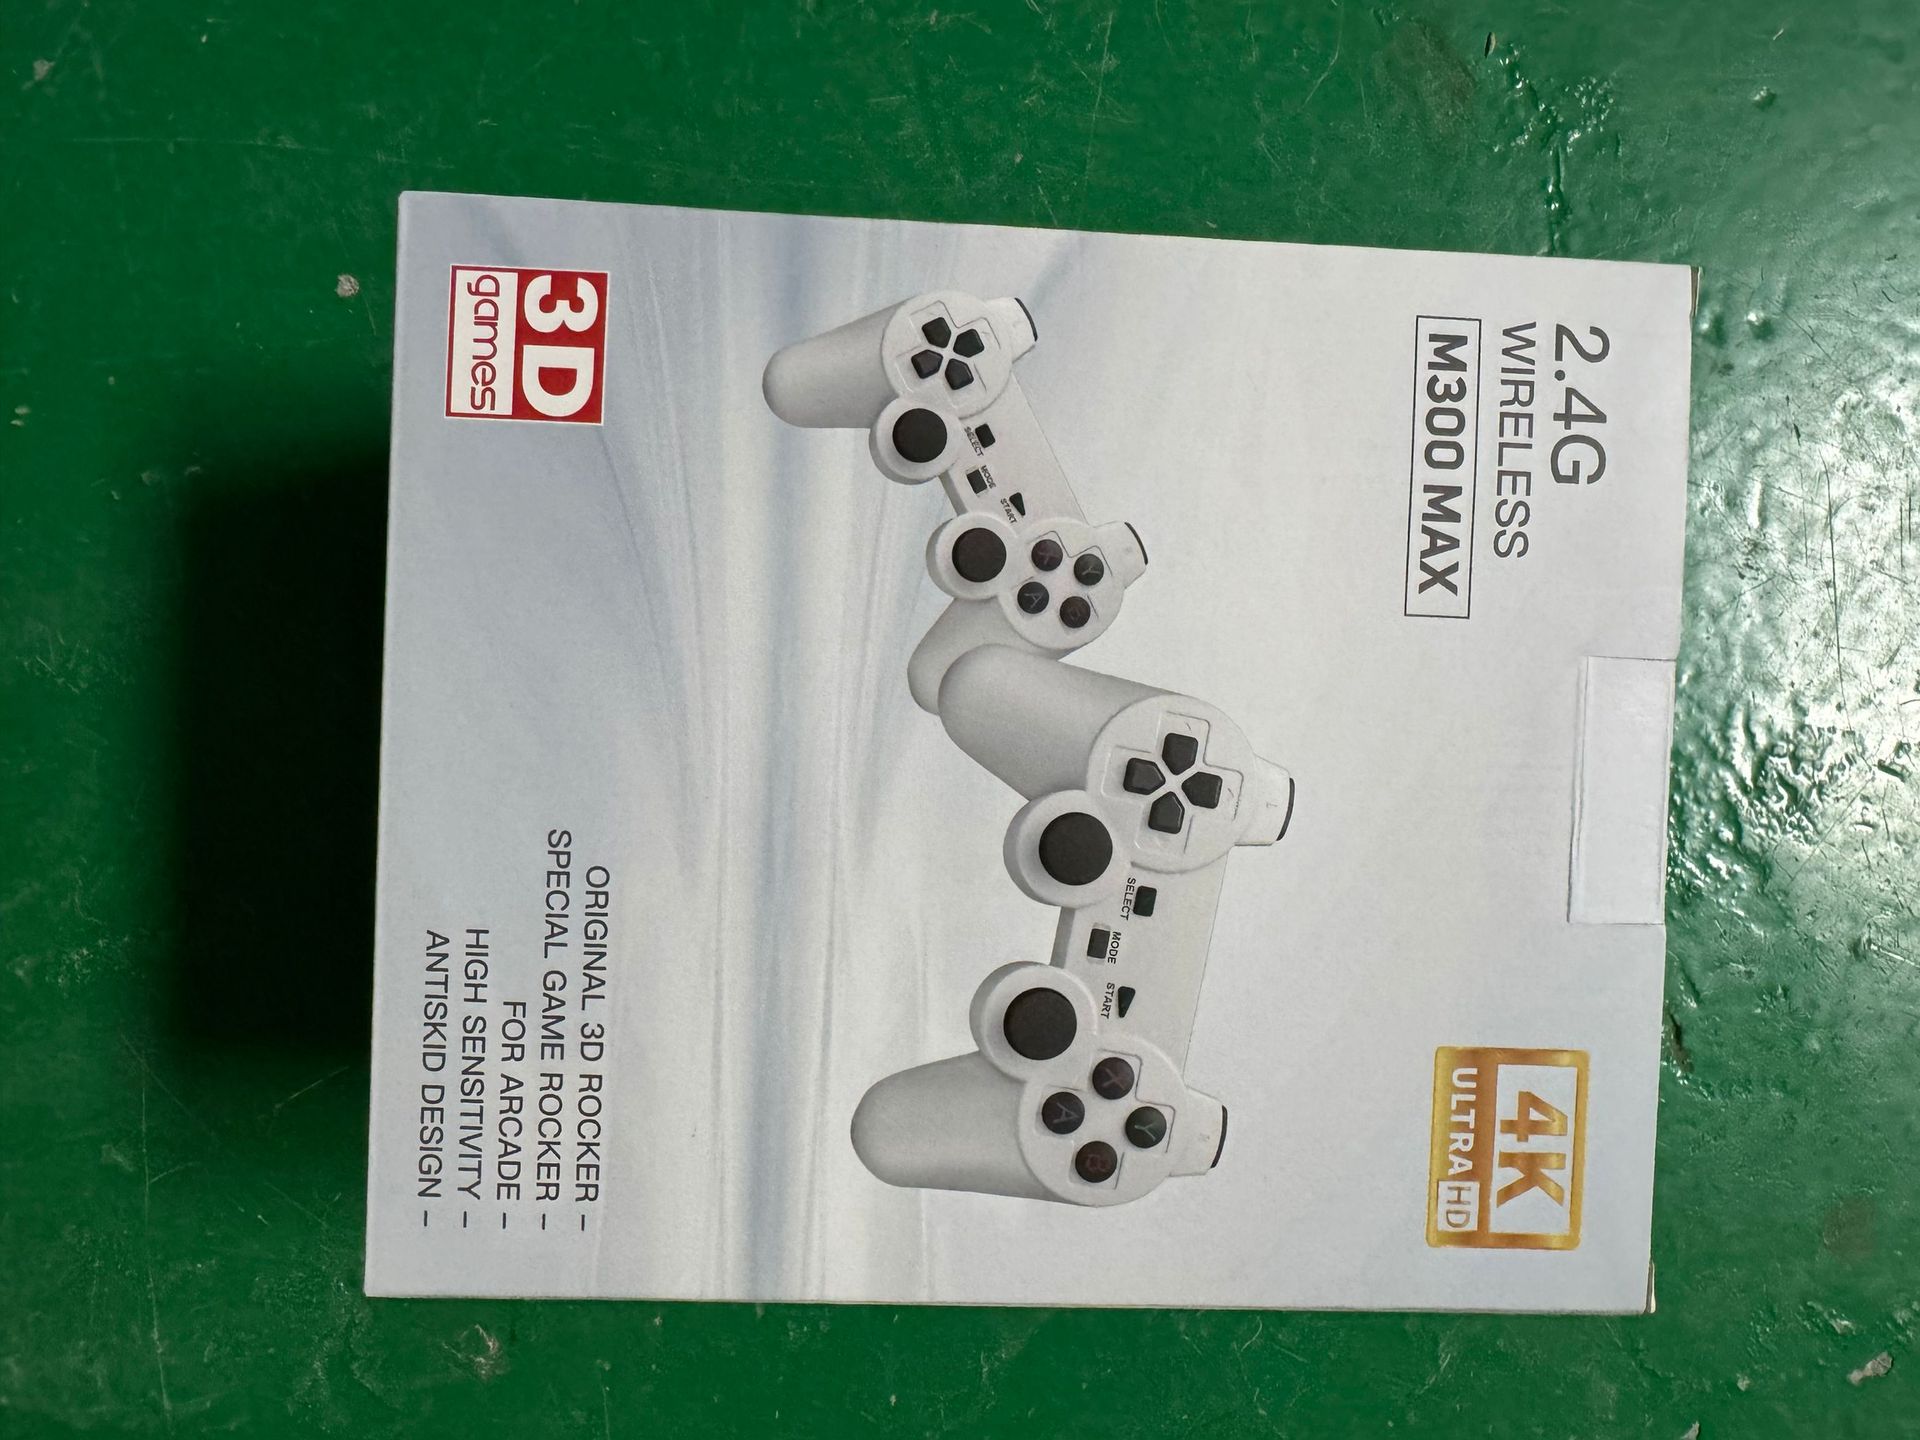 2.4G
WIRELESS
M300 MAX
4K
ULTRA HD
SELECT
MODE
START
Y
X
B
A
SELECT
MODE
START
Y
X
B
A
3D
games
ORIGINAL 3D ROCKER –
SPECIAL GAME ROCKER –
FOR ARCADE –
HIGH SENSITIVITY –
ANTISKID DESIGN –